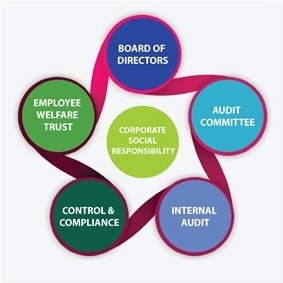 BOARD OF
DIRECTORS
EMPLOYEE
WELFARE
TRUST
AUDIT
COMMITTEE
CORPORATE
SOCIAL
RESPONSIBILITY
CONTROL &
COMPLIANCE
INTERNAL
AUDIT